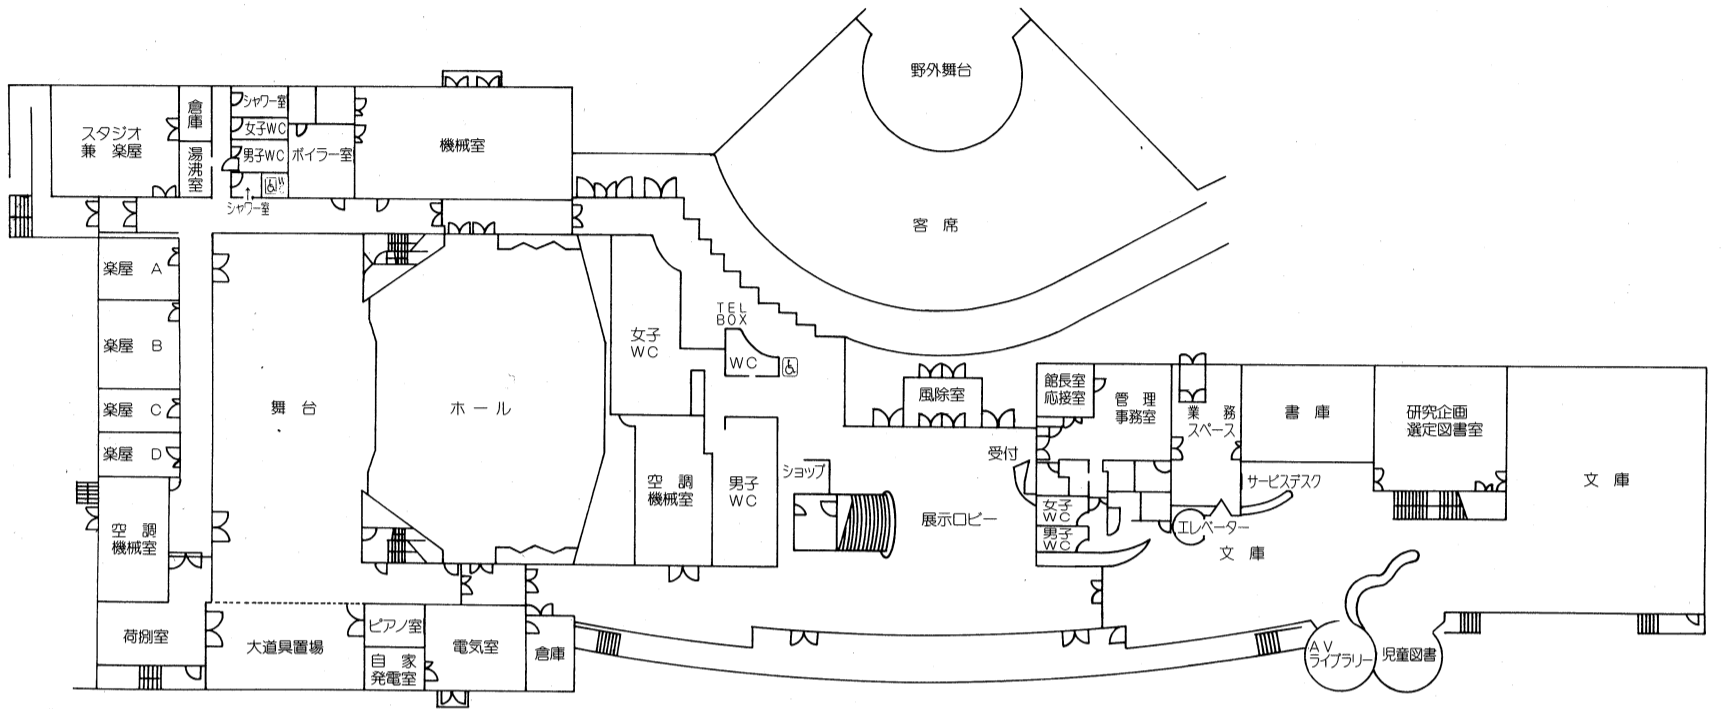 野外舞台
客席
スタジオ
兼 楽屋
倉庫
湯沸室
シャワー室
女子WC
男子WC
シャワー室
ボイラー室
機械室
楽屋 A
楽屋 B
楽屋 C
楽屋 D
空調
機械室
荷捌室
舞台
ホール
大道具置場
ピアノ室
自家
発電室
電気室
倉庫
女子
WC
TEL
BOX
WC
空調
機械室
男子
WC
ショップ
風除室
受付
展示ロビー
館長室
応接室
管理
事務室
女子
WC
男子
WC
業務
スペース
書庫
サービスデスク
エレベーター
文庫
研究企画
選定図書室
文庫
AV
ライブラリー
児童図書